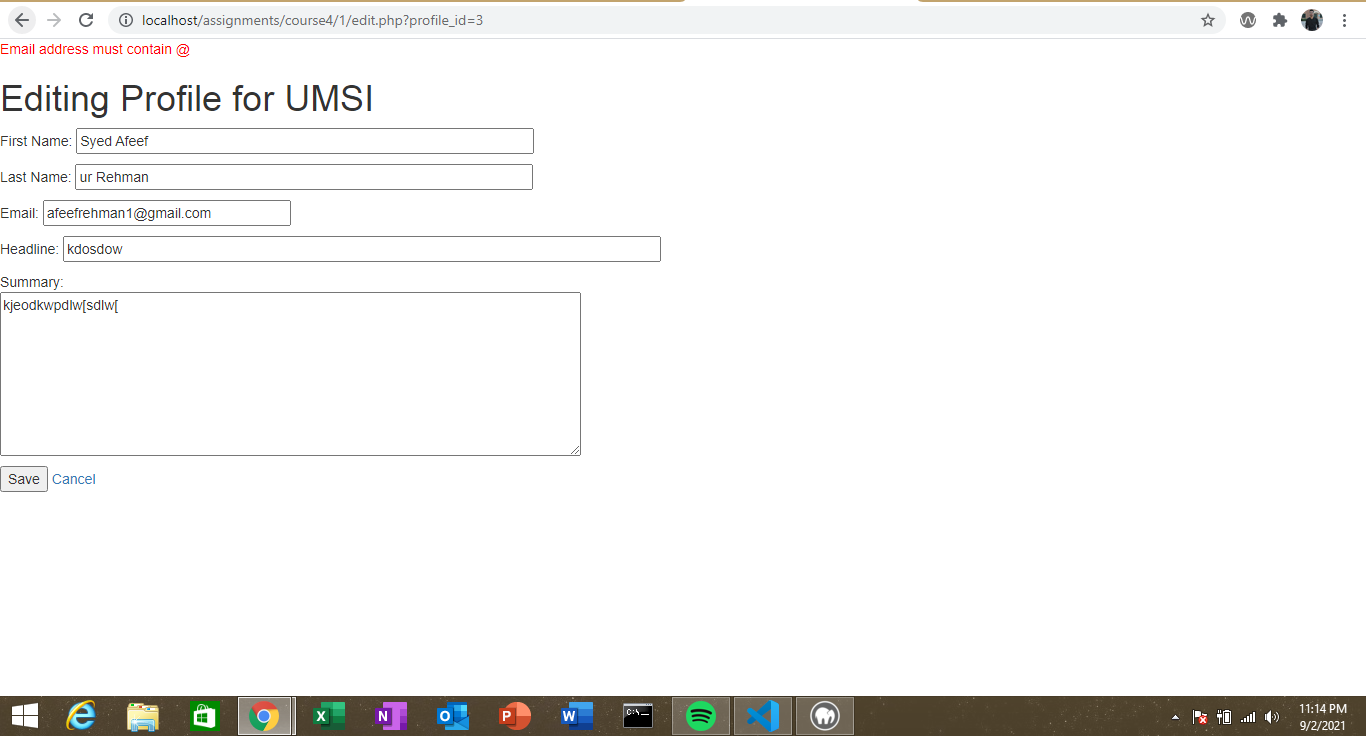 localhost/assignments/course4/1/edit.php?profile_id=3
Email address must contain @
Editing Profile for UMSI
First Name: Syed Afeef
Last Name: ur Rehman
Email: afeefrehman1@gmail.com
Headline: kdosdow
Summary:
kjeodkwpdlw[sdlw[
Save Cancel
11:14 PM
9/2/2021